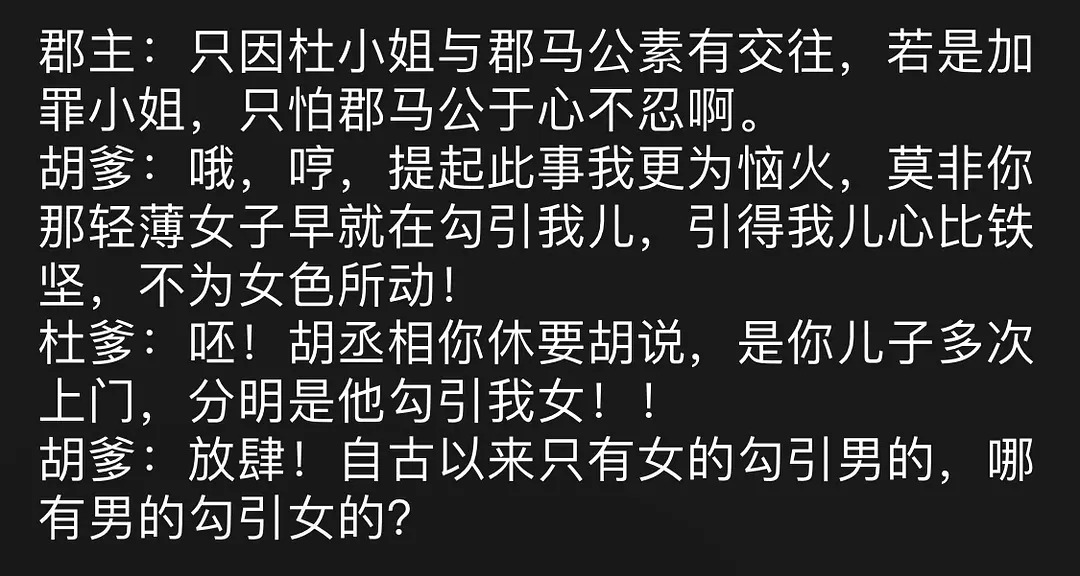 郡主：只因杜小姐与郡马公素有交往，若是加
罪小姐，只怕郡马公于心不忍啊。
胡爹：哦，哼，提起此事我更为恼火，莫非你
那轻薄女子早就在勾引我儿，引得我儿心比铁
坚，不为女色所动！
杜爹：呸！胡丞相你休要胡说，是你儿子多次
上门，分明是他勾引我女！！
胡爹：放肆！自古以来只有女的勾引男的，哪
有男的勾引女的？